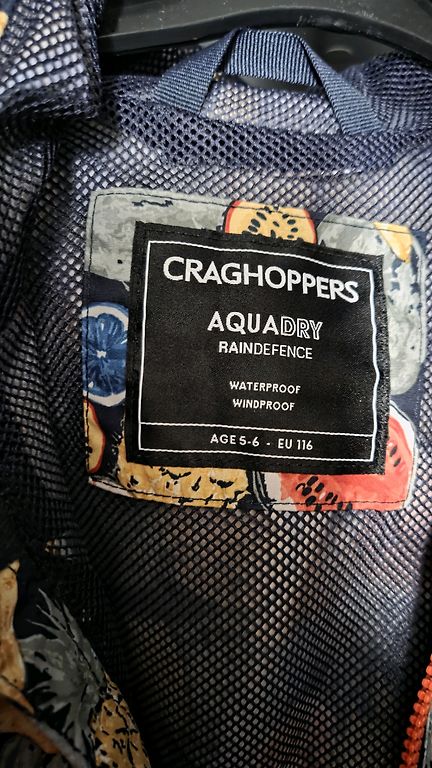 CRAGHOPPERS
AQUADRY
RAINDEFENCE
WATERPROOF
WINDPROOF
AGE 5-6 - EU 116